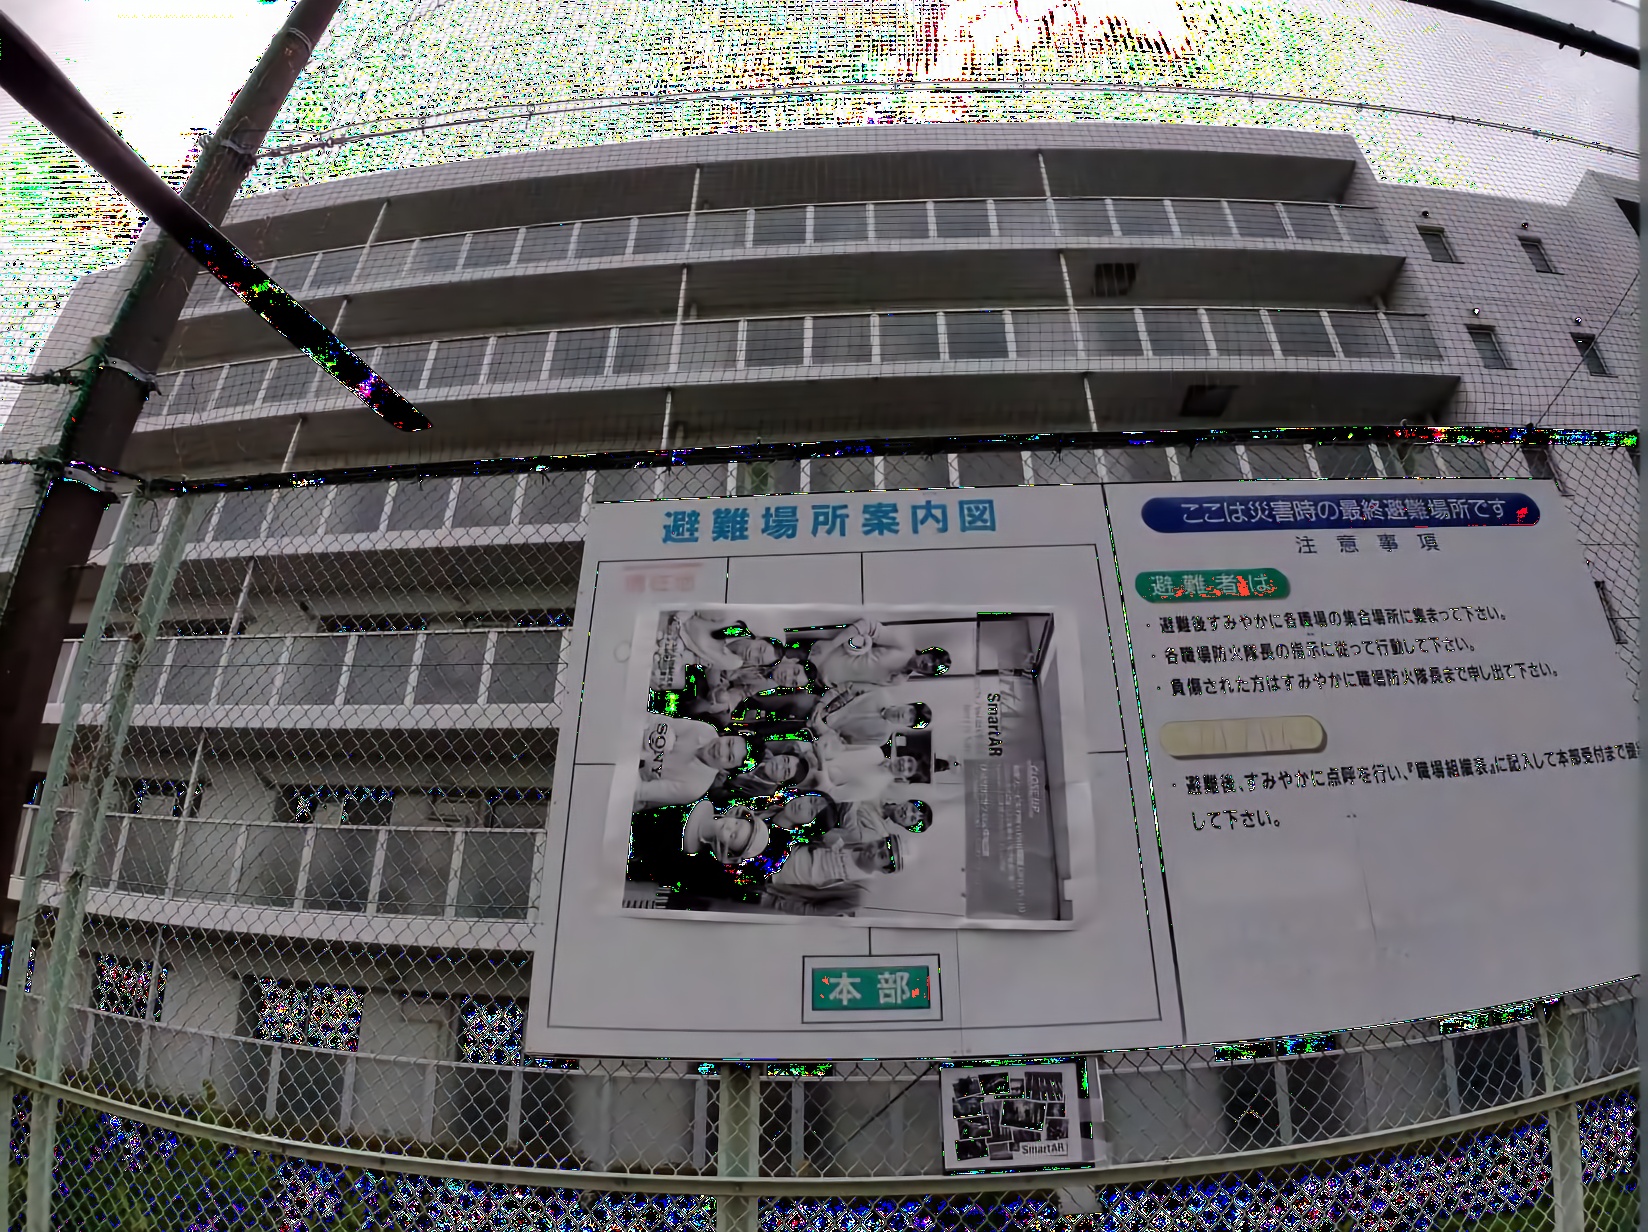 避難場所案内図
SONY
SmartAR
CLOSEUP
本部
SmartAR
ここは災害時の最終避難場所です
注意事項
避難者は
・避難後すみやかに各職場の集合場所に集まって下さい。
・各職場防火隊長の指示に従って行動して下さい。
・負傷された方はすみやかに職場防火隊長まで申し出て下さい。
・避難後、すみやかに点呼を行い、『職場組織表』に記入して本部受付まで提
して下さい。